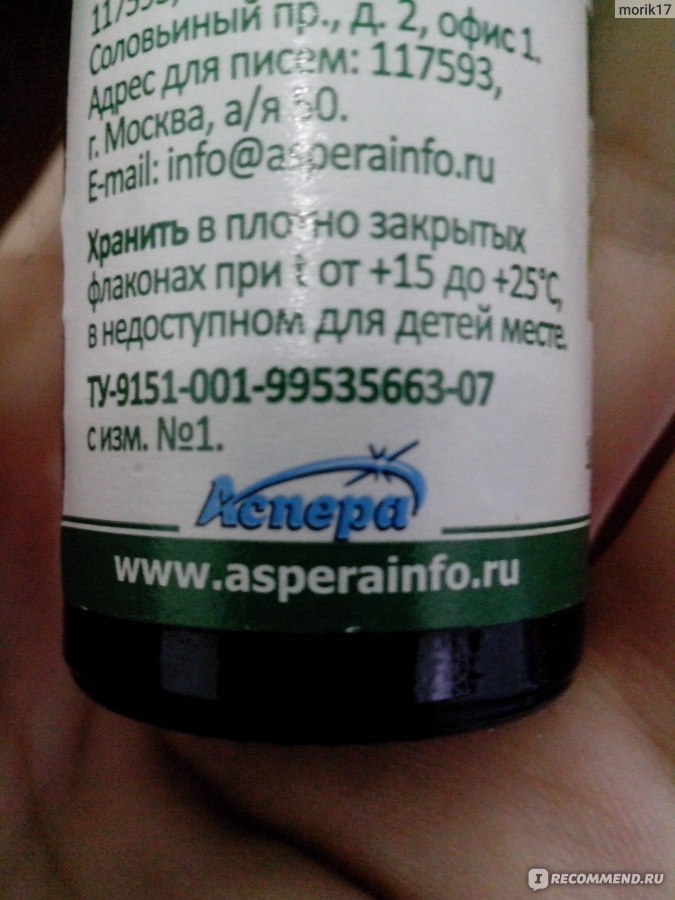 morik17
117593,
Соловьиный пр., д. 2, офис 1.
Адрес для писем: 117593,
г. Москва, а/я 50.
E-mail: info@asperainfo.ru
Хранить в плотно закрытых
флаконах при t от +15 до +25°С,
в недоступном для детей месте.
ТУ-9151-001-99535663-07
с изм. №1.
Аспера
www.asperainfo.ru
IRECOMMEND.RU